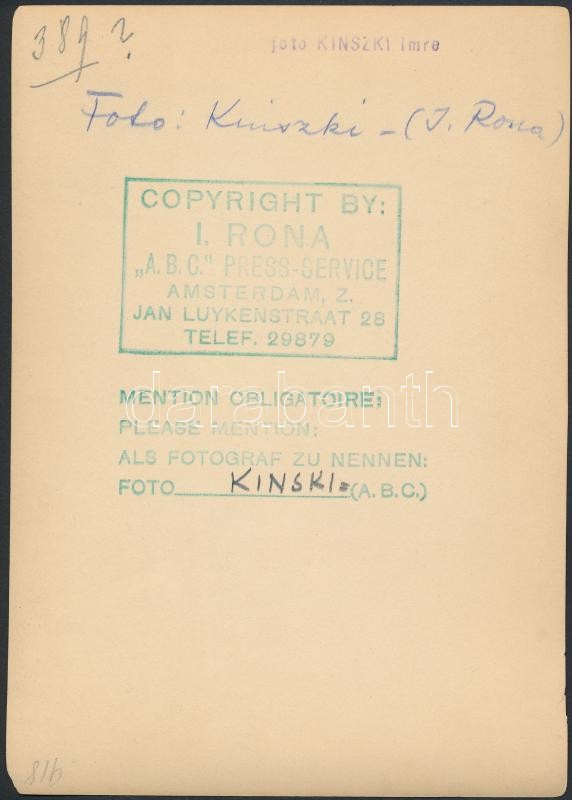 389 ?
foto KINSZKI Imre
Foto: Kinszki - (I. Rona)
COPYRIGHT BY:
I. RONA
„A.B.C." PRESS-SERVICE
AMSTERDAM, Z.
JAN LUYKENSTRAAT 28
TELEF. 29879
MENTION OBLIGATOIRE:
darabanth
PLEASE MENTION:
ALS FOTOGRAF ZU NENNEN:
FOTO KINSKI= (A.B.C.)